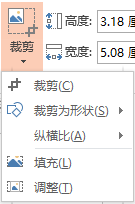 高度: 3.18 厘
裁剪
宽度: 5.08 厘
裁剪(C)
裁剪为形状(S)
纵横比(A)
填充(L)
调整(T)